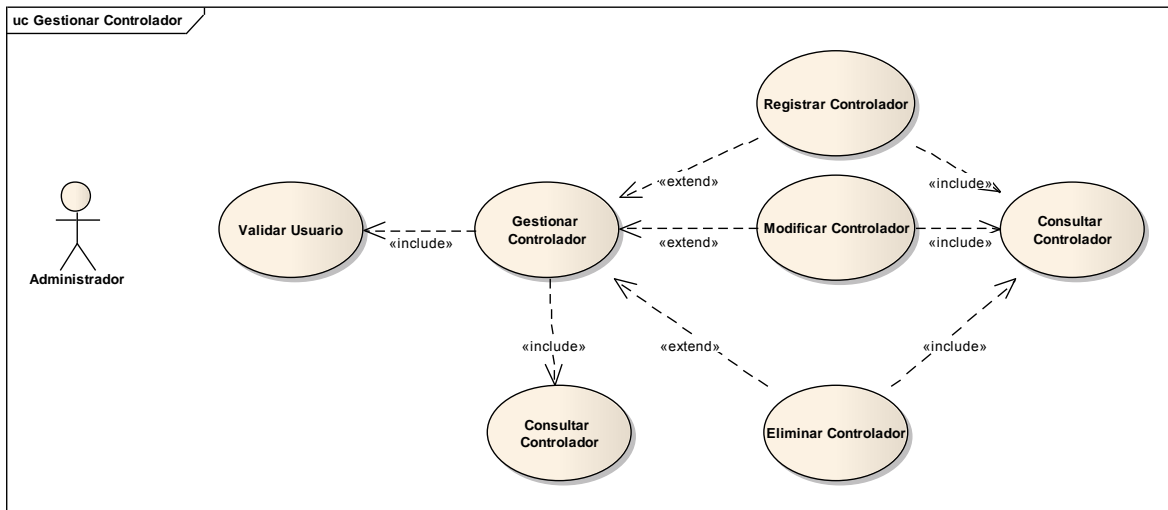 uc Gestionar Controlador
Registrar Controlador
«extend»
«include»
Validar Usuario
«include»
Gestionar
Controlador
«extend»
Modificar Controlador
«include»
Consultar
Controlador
Administrador
«include»
«extend»
«include»
Consultar
Controlador
Eliminar Controlador